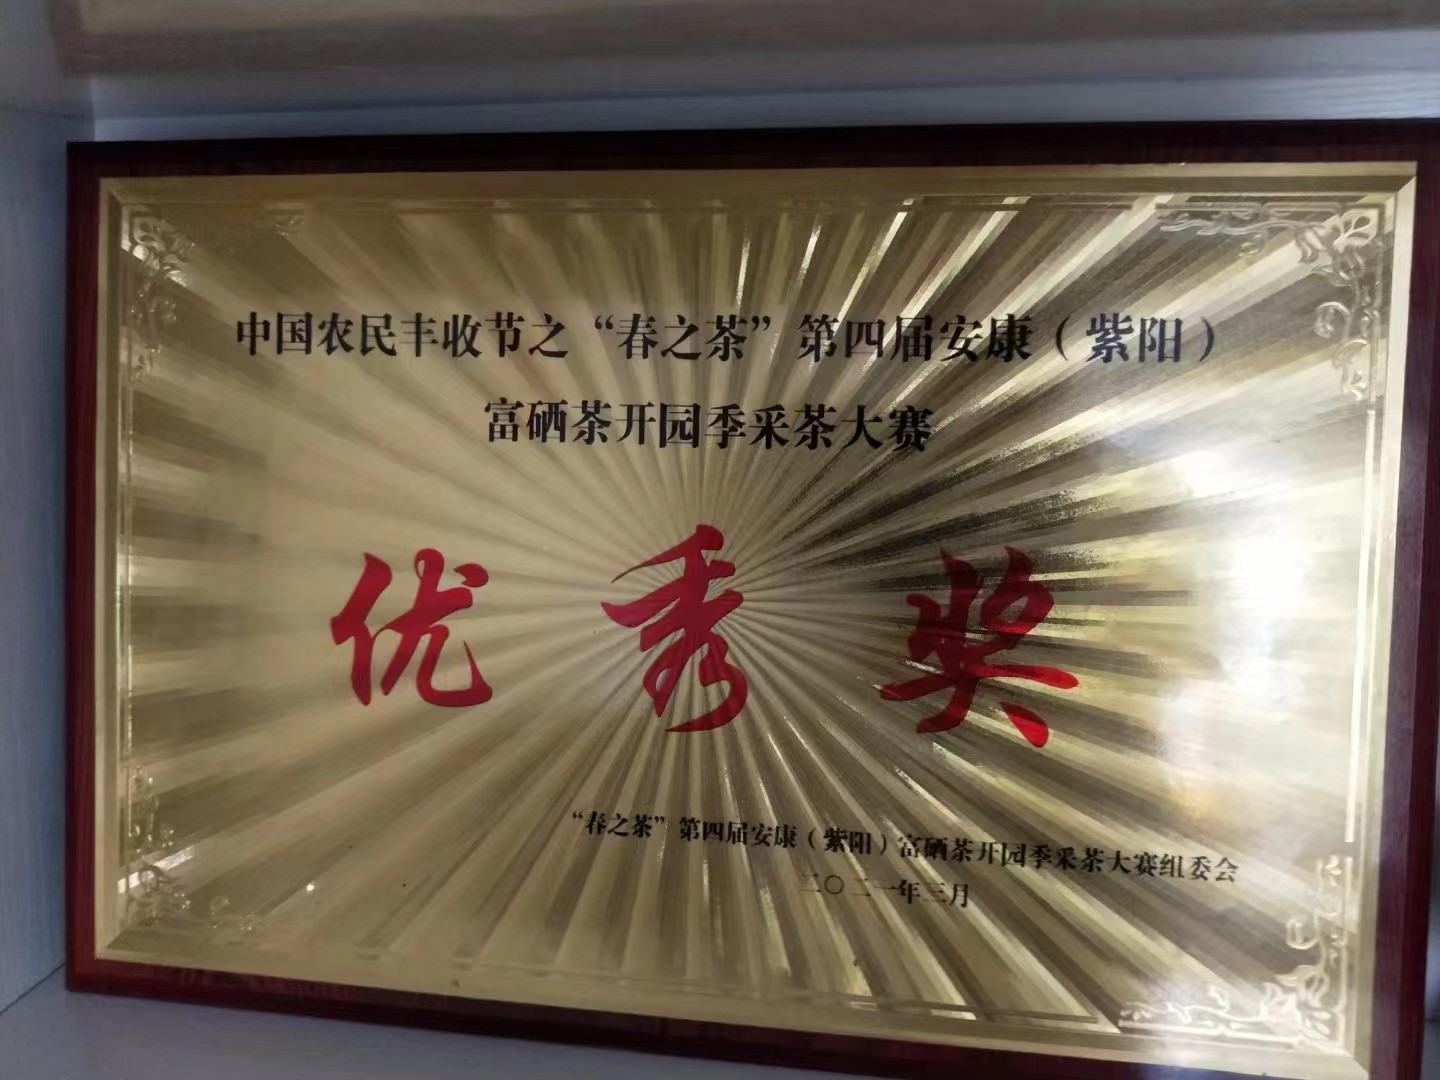 中国农民丰收节之“春之茶”第四届安康（紫阳）
富硒茶开园季采茶大赛
优秀奖
“春之茶”第四届安康（紫阳）富硒茶开园季采茶大赛组委会
二〇二一年三月